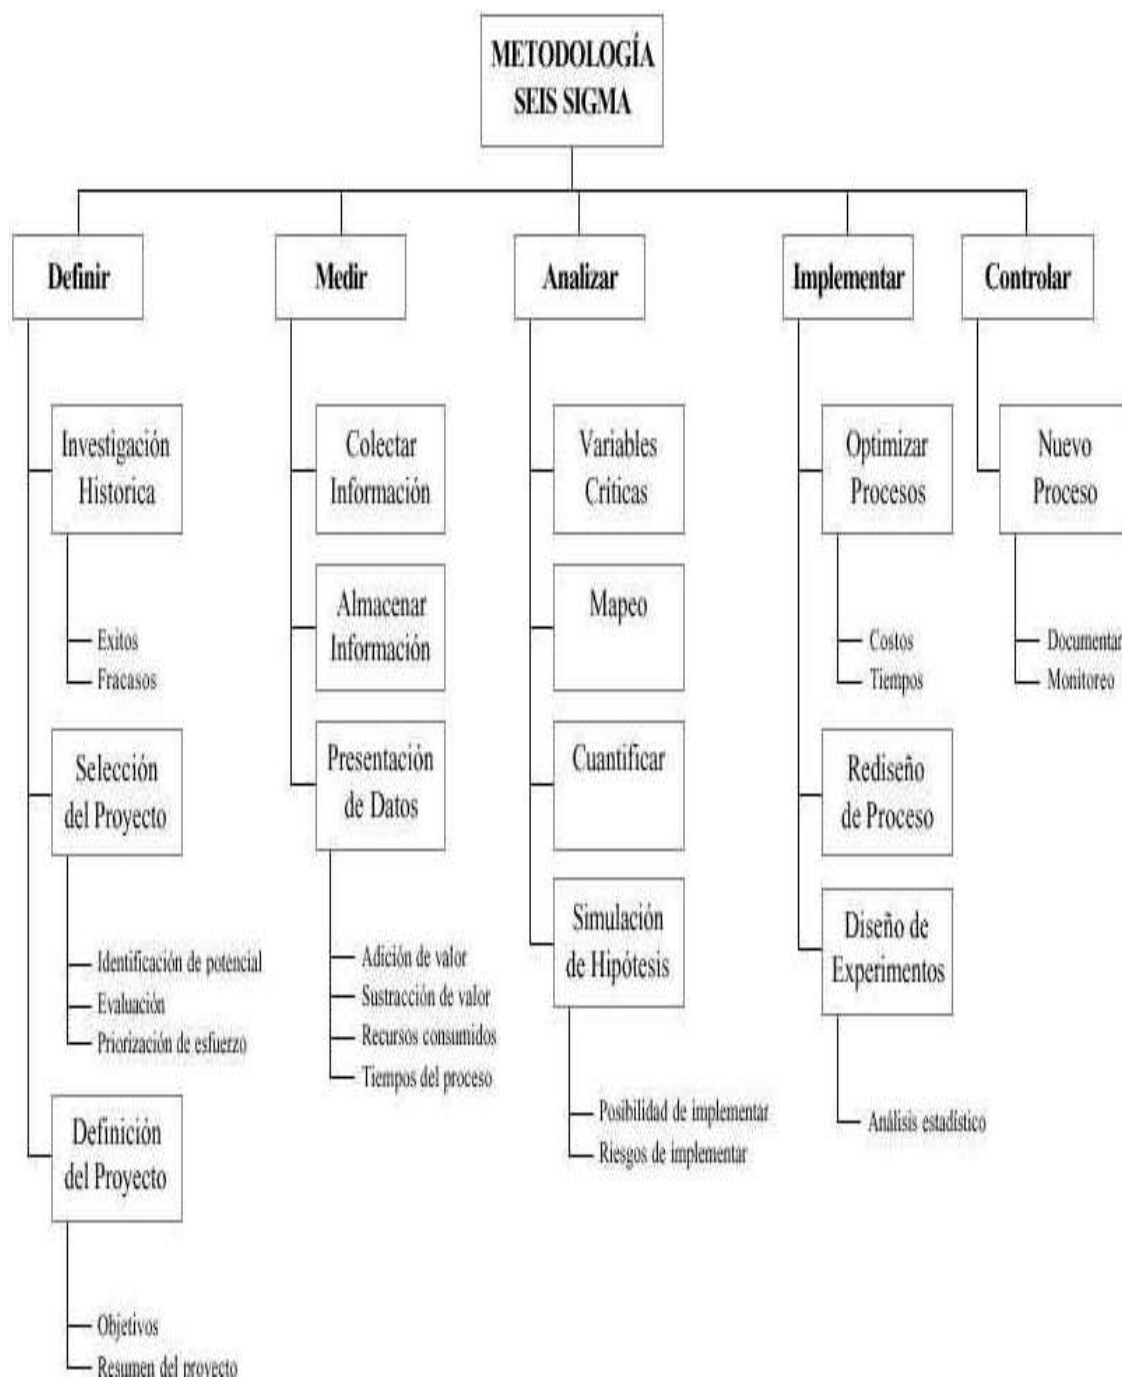 METODOLOGÍA
SEIS SIGMA
Definir
Medir
Analizar
Implementar
Controlar
Investigación
Historica
Exitos
Fracasos
Selección
del Proyecto
Identificación de potencial
Evaluación
Priorización de esfuerzo
Definición
del Proyecto
Objetivos
Resumen del proyecto
Colectar
Información
Almacenar
Información
Presentación
de Datos
Adición de valor
Sustracción de valor
Recursos consumidos
Tiempos del proceso
Variables
Críticas
Mapeo
Cuantificar
Simulación
de Hipótesis
Posibilidad de implementar
Riesgos de implementar
Optimizar
Procesos
Costos
Tiempos
Rediseño
de Proceso
Diseño de
Experimentos
Análisis estadístico
Nuevo
Proceso
Documentar
Monitoreo